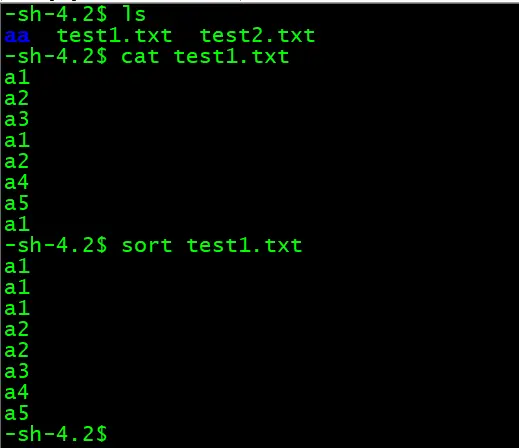 -sh-4.2$ ls
aa  test1.txt  test2.txt
-sh-4.2$ cat test1.txt
a1
a2
a3
a1
a2
a4
a5
a1
-sh-4.2$ sort test1.txt
a1
a1
a1
a2
a2
a3
a4
a5
-sh-4.2$